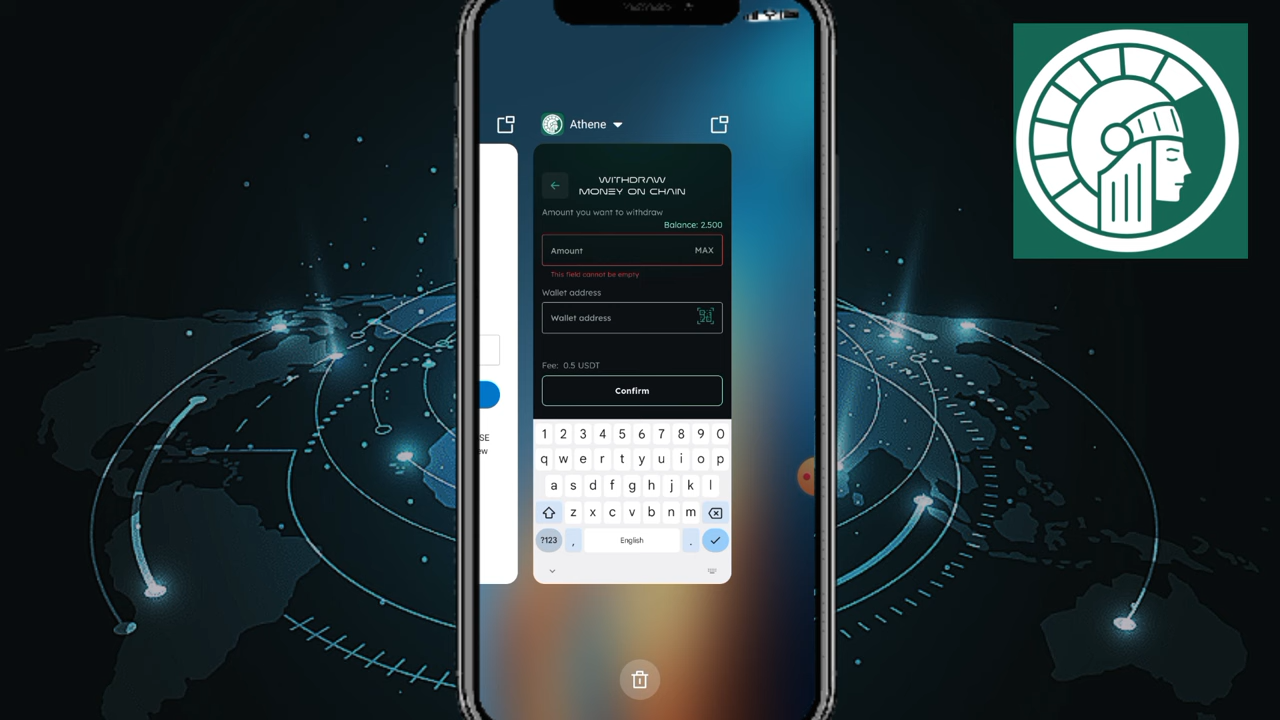 Athene
WITHDRAW
MONEY ON CHAIN
Amount you want to withdraw
Balance: 2.500
Amount
MAX
This field cannot be empty
Wallet address
Wallet address
Fee: 0.5 USDT
Confirm
SE
ew
1 2 3 4 5 6 7 8 9 0
q w e r t y u i o p
a s d f g h j k l
z x c v b n m
?123 , English .